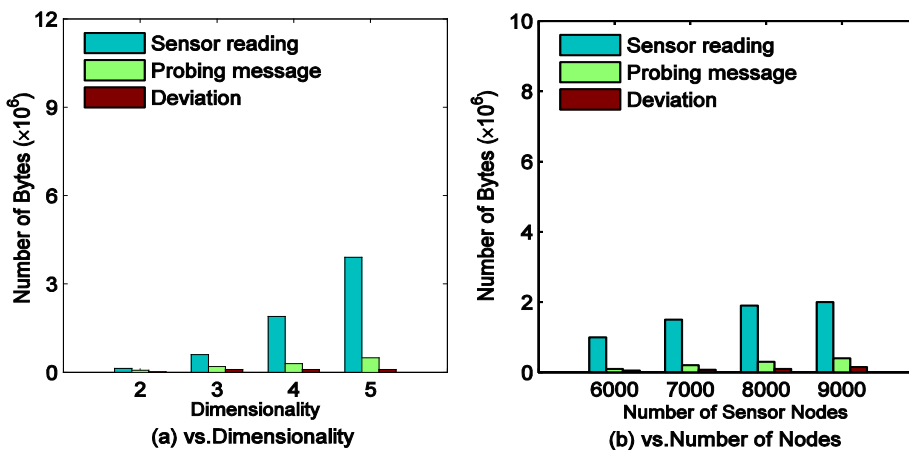 12
9
6
3
0
Number of Bytes (×10⁶)
Sensor reading
Probing message
Deviation
2 3 4 5
Dimensionality
(a) vs.Dimensionality
10
8
6
4
2
0
Number of Bytes (×10⁶)
Sensor reading
Probing message
Deviation
6000 7000 8000 9000
Number of Sensor Nodes
(b) vs.Number of Nodes